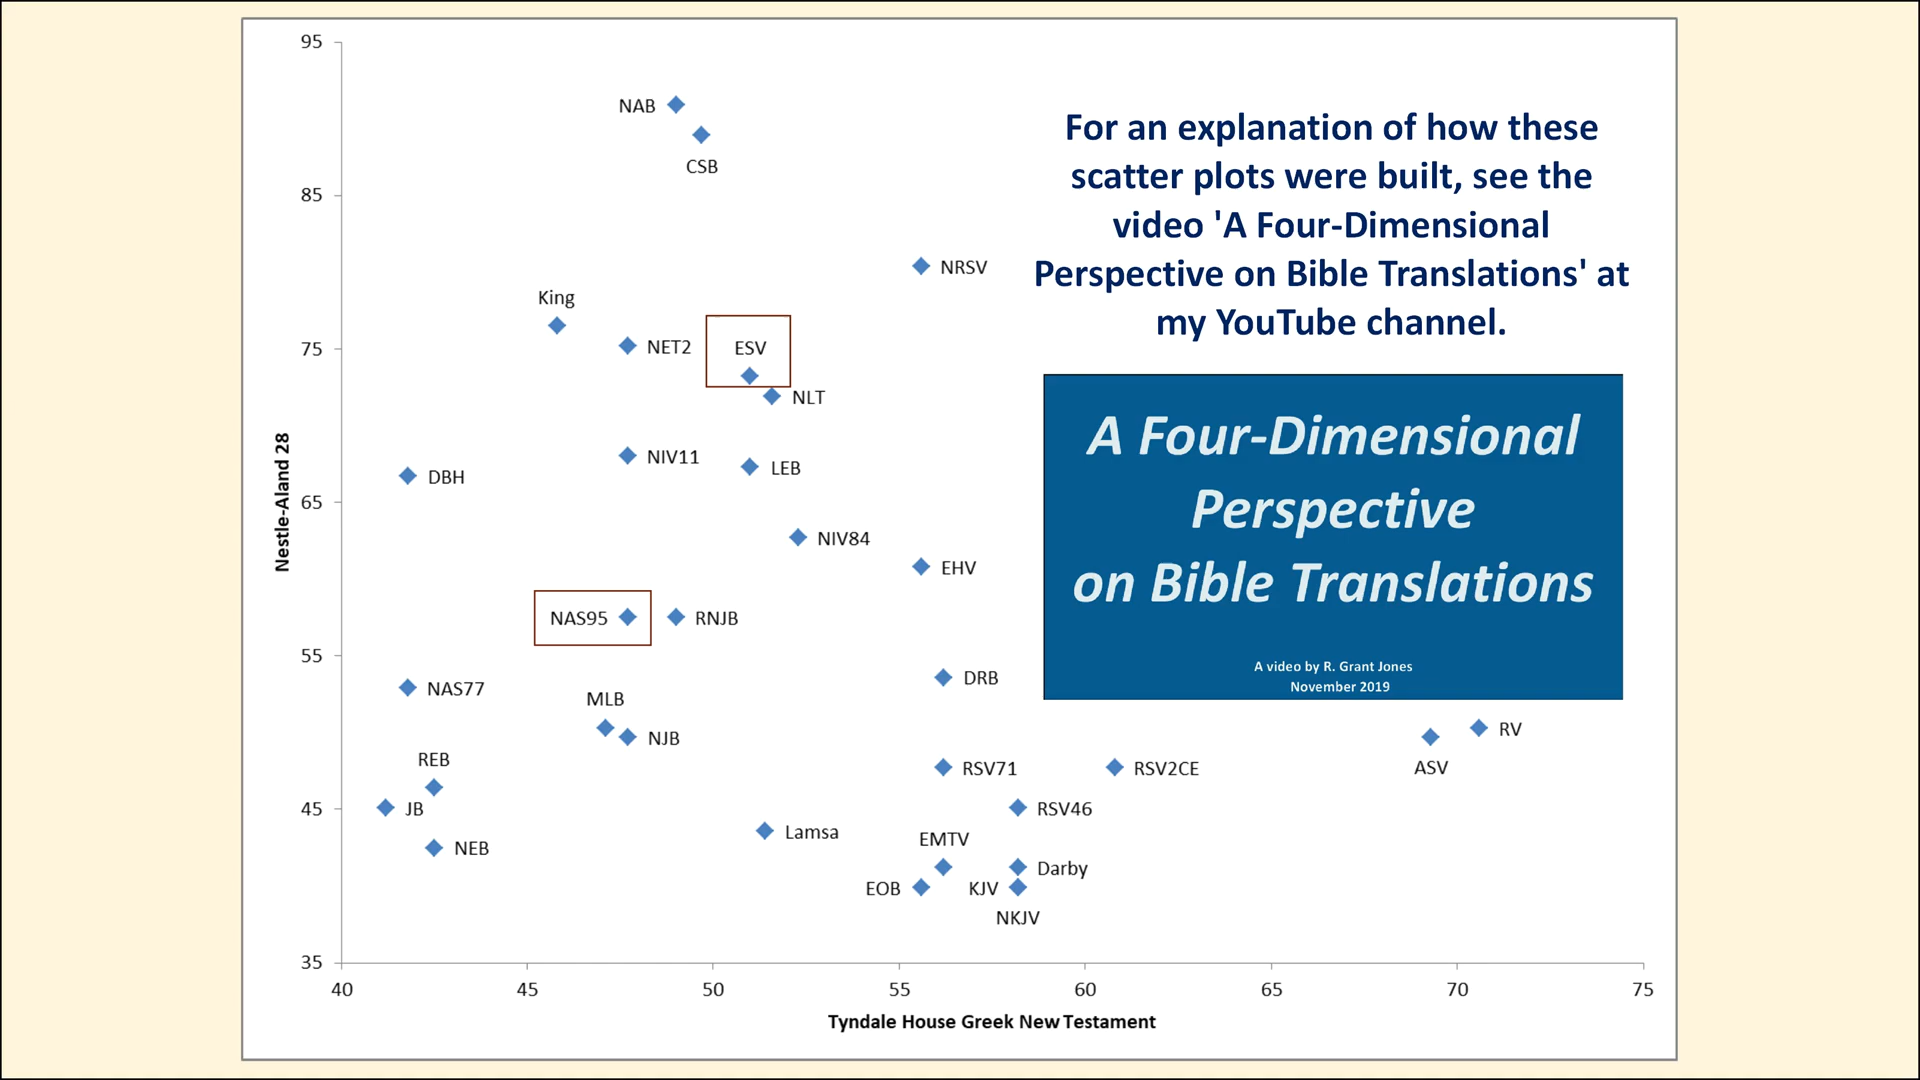 95
NAB
CSB
For an explanation of how these
scatter plots were built, see the
video 'A Four-Dimensional
Perspective on Bible Translations' at
my YouTube channel.
85
NRSV
King
75
NET2
ESV
NLT
A Four-Dimensional
Perspective
on Bible Translations
A video by R. Grant Jones
November 2019
Nestle-Aland 28
DBH
NIV11
LEB
65
NIV84
EHV
NAS95
RNJB
55
NAS77
DRB
MLB
NJB
RV
ASV
REB
RSV71
RSV2CE
45
JB
RSV46
NEB
Lamsa
EMTV
Darby
EOB
KJV
NKJV
35
40
45
50
55
60
65
70
75
Tyndale House Greek New Testament